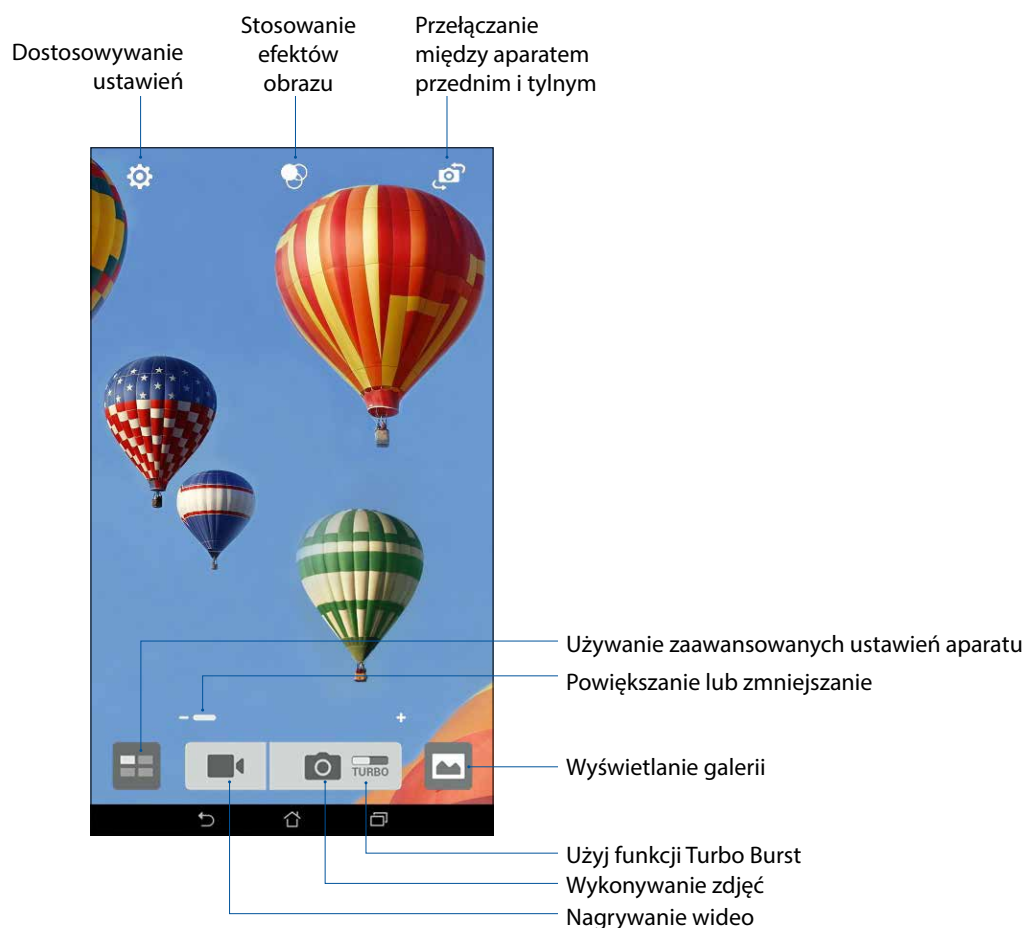 Dostosowywanie
ustawień
Stosowanie
efektów
obrazu
Przełączanie
między aparatem
przednim i tylnym
Używanie zaawansowanych ustawień aparatu
Powiększanie lub zmniejszanie
TURBO
Wyświetlanie galerii
Użyj funkcji Turbo Burst
Wykonywanie zdjęć
Nagrywanie wideo